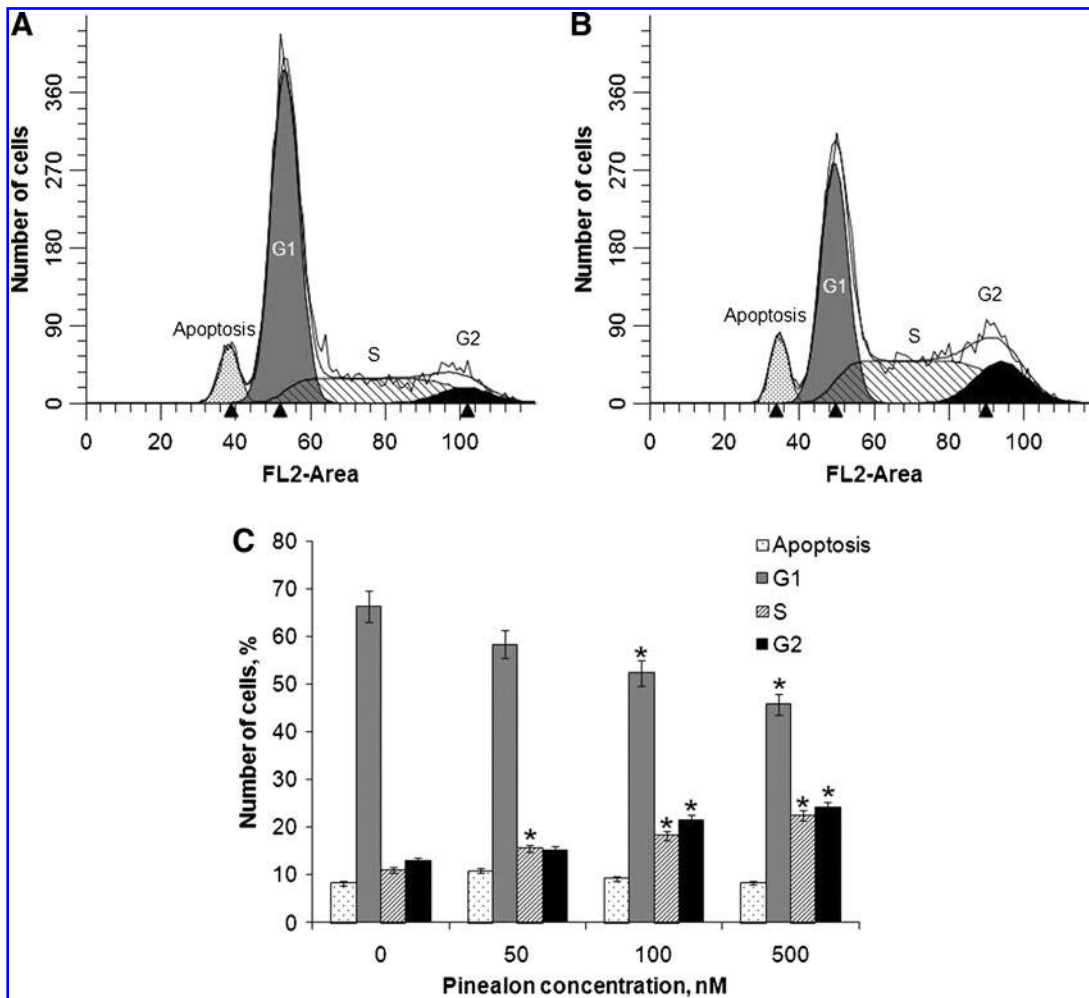 A
Number of cells
360
270
180
90
0
Apoptosis
G1
S
G2
0 20 40 60 80 100
FL2-Area
B
Number of cells
360
270
180
90
0
Apoptosis
G1
S
G2
0 20 40 60 80 100
FL2-Area
C
Number of cells, %
80
70
60
50
40
30
20
10
0
Apoptosis
G1
S
G2
*
* * *
* * *
0 50 100 500
Pinealon concentration, nM